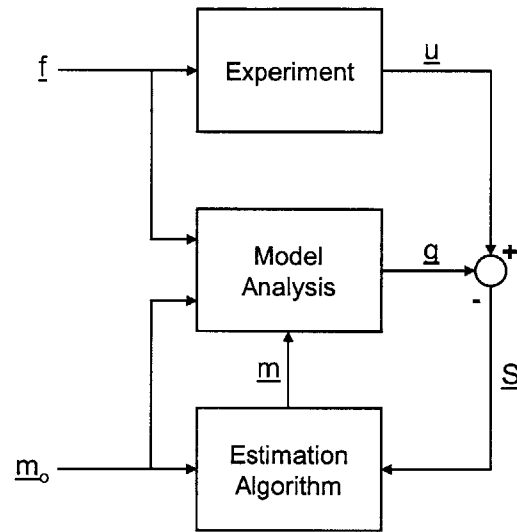 f
Experiment
u
Model
Analysis
g
+
-
m
S
m₀
Estimation
Algorithm